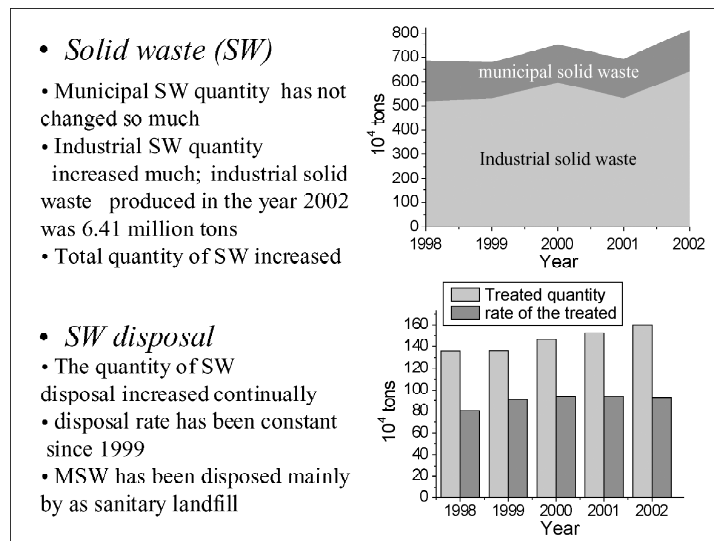 • Solid waste (SW)
• Municipal SW quantity has not
changed so much
• Industrial SW quantity
increased much; industrial solid
waste produced in the year 2002
was 6.41 million tons
• Total quantity of SW increased
800
700
600
500
400
300
200
100
0
10⁴ tons
municipal solid waste
Industrial solid waste
1998 1999 2000 2001 2002
Year
• SW disposal
• The quantity of SW
disposal increased continually
• disposal rate has been constant
since 1999
• MSW has been disposed mainly
by as sanitary landfill
Treated quantity
rate of the treated
160
140
120
100
80
60
40
20
0
10⁴ tons
1998 1999 2000 2001 2002
Year